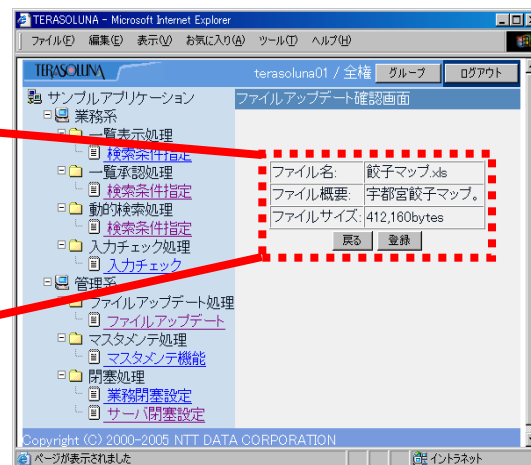 TERASOLUNA - Microsoft Internet Explorer
ファイル(F) 編集(E) 表示(V) お気に入り(A) ツール(T) ヘルプ(H)
TERASOLUNA
terasoluna01 / 全権 グループ ログアウト
サンプルアプリケーション
業務系
一覧表示処理
検索条件指定
一覧承認処理
検索条件指定
動的検索処理
検索条件指定
入力チェック処理
入力チェック
管理系
ファイルアップデート処理
ファイルアップデート
マスタメンテ処理
マスタメンテ機能
閉塞処理
業務閉塞設定
サーバ閉塞設定
ファイルアップデート確認画面
ファイル名: 餃子マップ.xls
ファイル概要: 宇都宮餃子マップ。
ファイルサイズ: 412,160bytes
戻る 登録
Copyright (C) 2000-2005 NTT DATA CORPORATION
ページが表示されました イントラネット